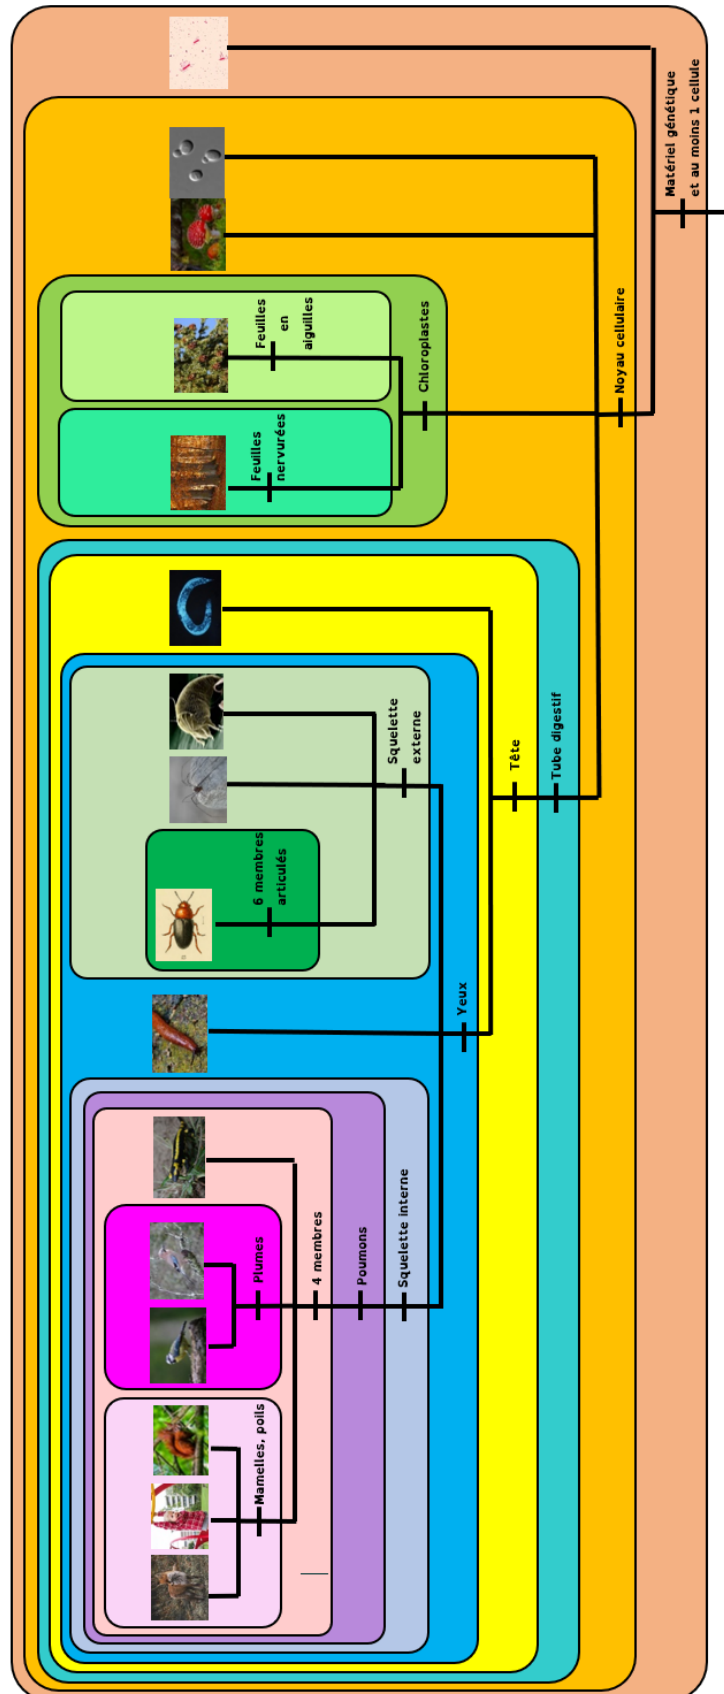 Matériel génétique
et au moins 1 cellule
Noyau cellulaire
Chloroplastes
Feuilles
en
aiguilles
Feuilles
nervurées
Tube digestif
Tête
Yeux
Squelette
externe
6 membres
articulés
Squelette interne
Poumons
4 membres
Plumes
Mamelles, poils